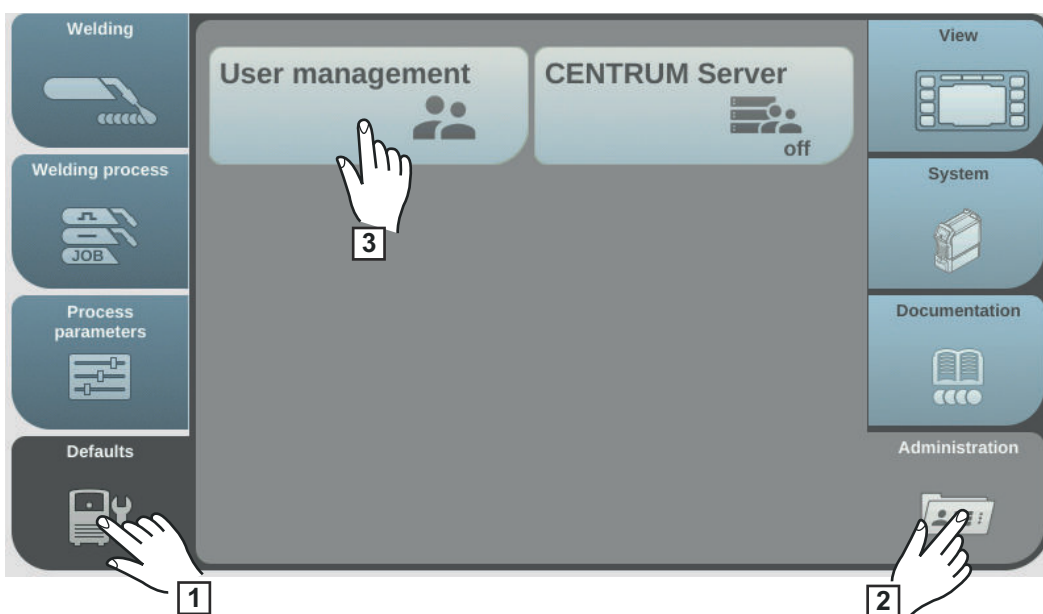 Welding
Welding process
JOB
Process
parameters
Defaults
1
User management
3
CENTRUM Server
off
View
System
Documentation
Administration
2